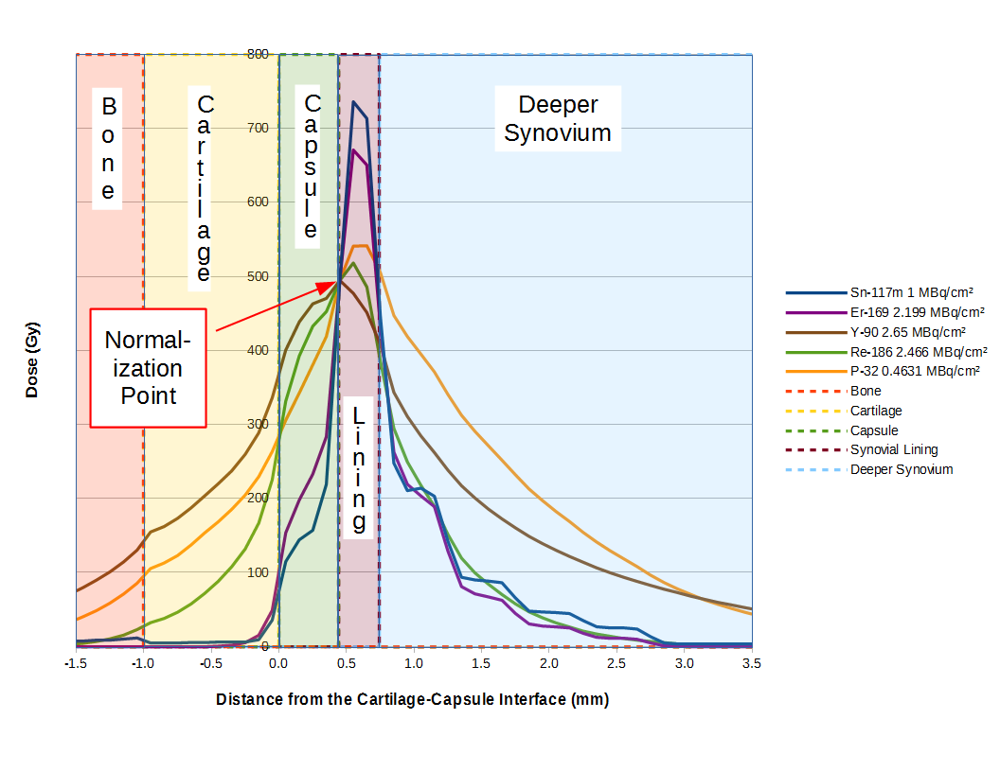 Bone
Cartilage
Capsule
Lining
Deeper
Synovium
Normal-
ization
Point
800
700
600
500
400
300
200
100
0
-1.5 -1.0 -0.5 0.0 0.5 1.0 1.5 2.0 2.5 3.0 3.5
Dose (Gy)
Distance from the Cartilage-Capsule Interface (mm)
Sn-117m 1 MBq/cm²
Er-169 2.199 MBq/cm²
Y-90 2.65 MBq/cm²
Re-186 2.466 MBq/cm²
P-32 0.4631 MBq/cm²
Bone
Cartilage
Capsule
Synovial Lining
Deeper Synovium